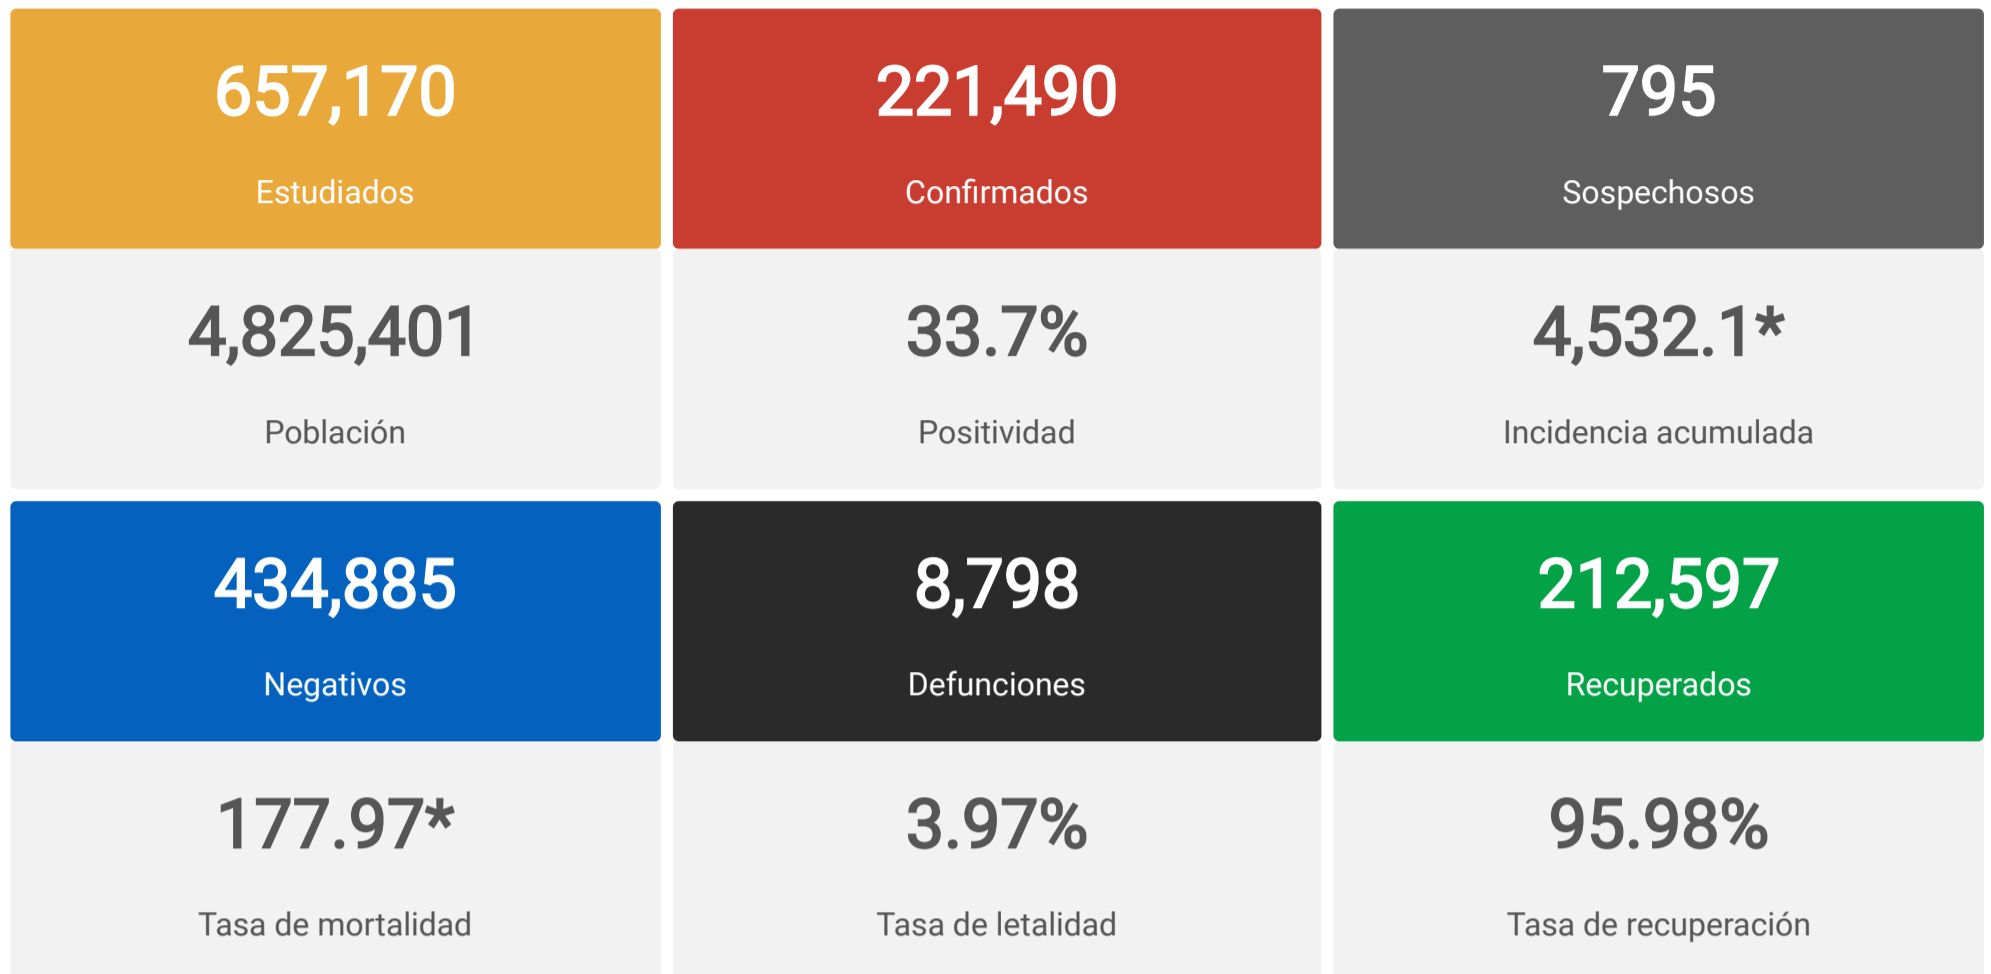 657,170
Estudiados
221,490
Confirmados
795
Sospechosos
4,825,401
Población
33.7%
Positividad
4,532.1*
Incidencia acumulada
434,885
Negativos
8,798
Defunciones
212,597
Recuperados
177.97*
Tasa de mortalidad
3.97%
Tasa de letalidad
95.98%
Tasa de recuperación